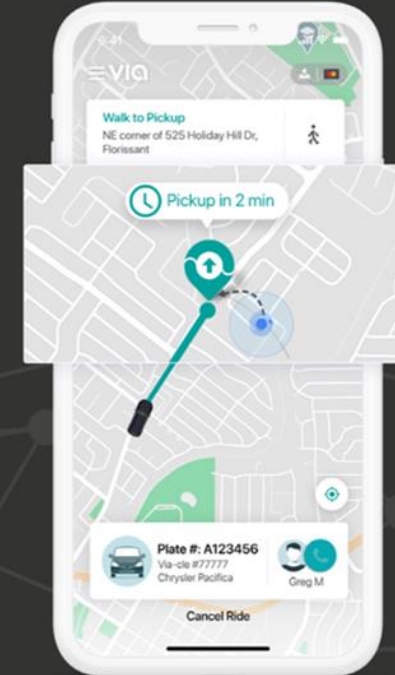 9:41
via
Walk to Pickup
NE corner of 525 Holiday Hill Dr,
Florissant
Pickup in 2 min
Plate #: A123456
Via-cle #77777
Chrysler Pacifica
Greg M
Cancel Ride